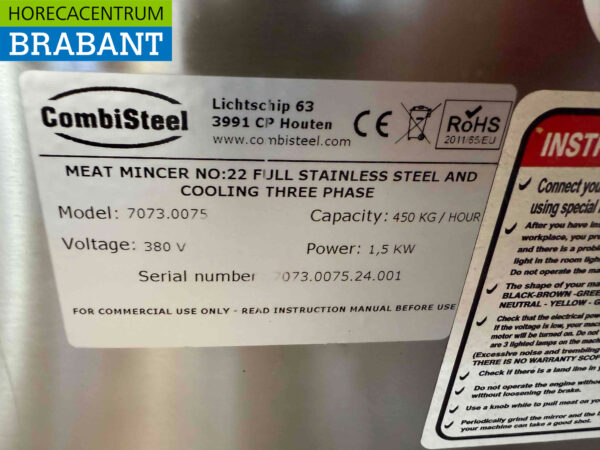 HORECACENTRUM
BRABANT
CombiSteel
Lichtschip 63
3991 CP Houten
www.combisteel.com
CE
RoHS
2011/65/EU
MEAT MINCER NO:22 FULL STAINLESS STEEL AND
COOLING THREE PHASE
Model: 7073.0075
Capacity: 450 KG / HOUR
Voltage: 380 V
Power: 1,5 KW
Serial number 7073.0075.24.001
FOR COMMERCIAL USE ONLY - READ INSTRUCTION MANUAL BEFORE USE
INST
Connect you
using special
After you have ins
workplace, you pr
and there is a proble
light in the room ligh
Do not operate the ma
The shape of your ma
BLACK-BROWN -GREE
NEUTRAL - YELLOW - G
Check that the electrical powe
If the voltage is low, your mac
motor will be turned on. Do not
are 3 lighted lamps on the mach
(Excessive noise and trembling
THERE IS NO WARRANTY SCOP
Check if there is a land line in y
Do not operate the engine withou
without loosening the brake.
Use a knob while to pull meat on yo
Periodically grind the mirror and the b
your machine can take a good shot.